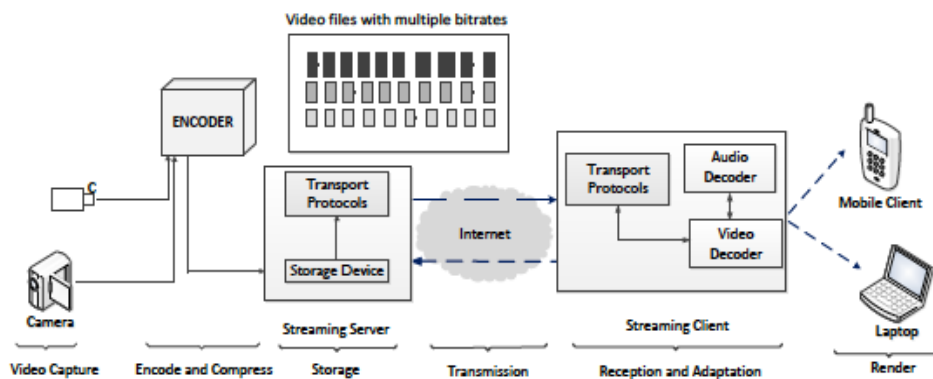 Video files with multiple bitrates
ENCODER
C
Transport
Protocols
Storage Device
Internet
Transport
Protocols
Audio
Decoder
Video
Decoder
Mobile Client
Camera
Laptop
Streaming Server
Streaming Client
Video Capture
Encode and Compress
Storage
Transmission
Reception and Adaptation
Render